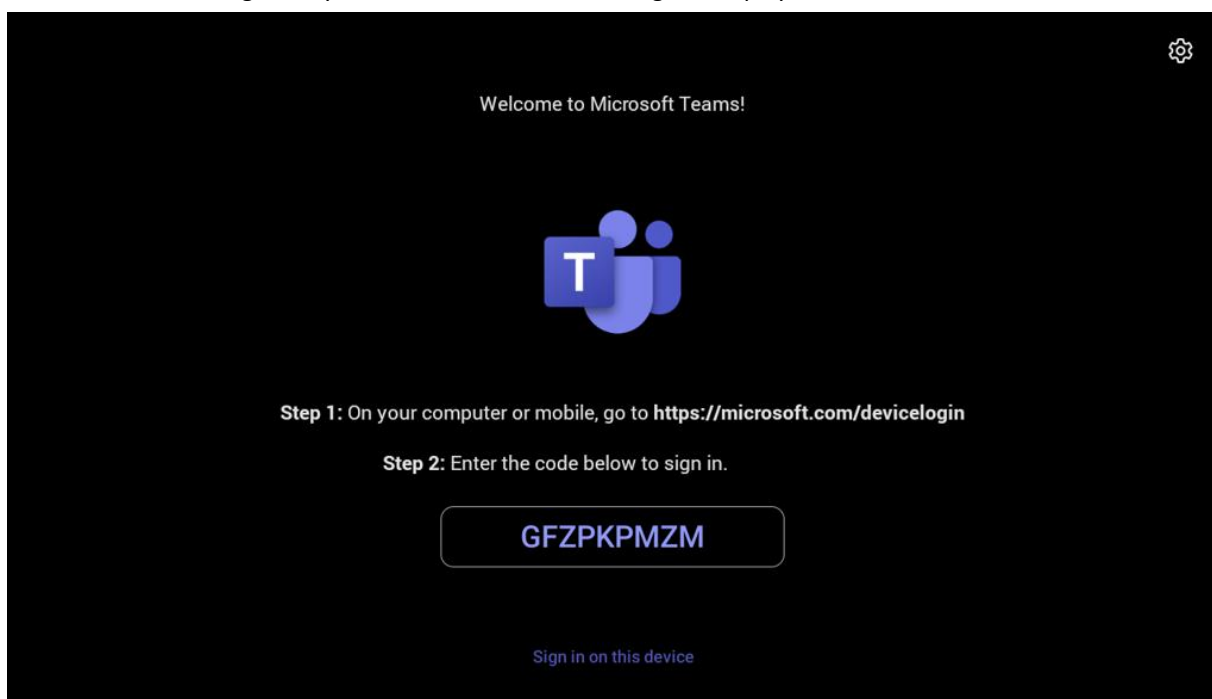 Welcome to Microsoft Teams!
T
Step 1: On your computer or mobile, go to https://microsoft.com/devicelogin
Step 2: Enter the code below to sign in.
GFZPKPMZM
Sign in on this device